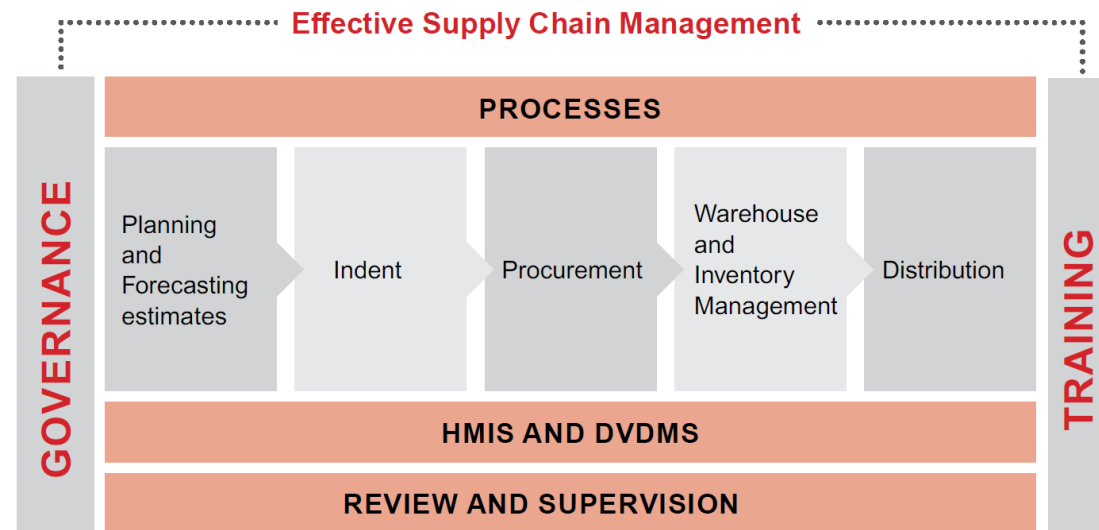 Effective Supply Chain Management
GOVERNANCE
PROCESSES
Planning
and
Forecasting
estimates
Indent
Procurement
Warehouse
and
Inventory
Management
Distribution
HMIS AND DVDMS
REVIEW AND SUPERVISION
TRAINING